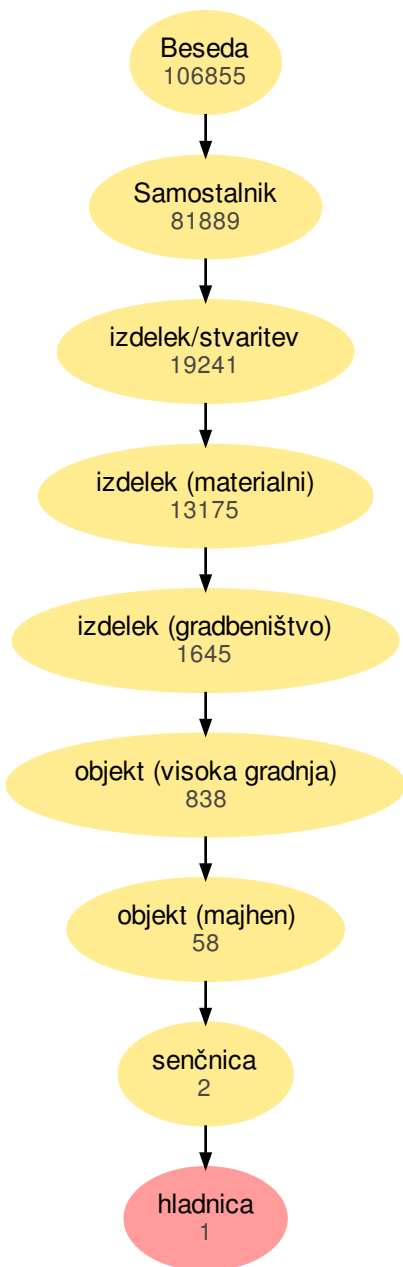 Beseda
106855
Samostalnik
81889
izdelek/stvaritev
19241
izdelek (materialni)
13175
izdelek (gradbeništvo)
1645
objekt (visoka gradnja)
838
objekt (majhen)
58
senčnica
2
hladnica
1